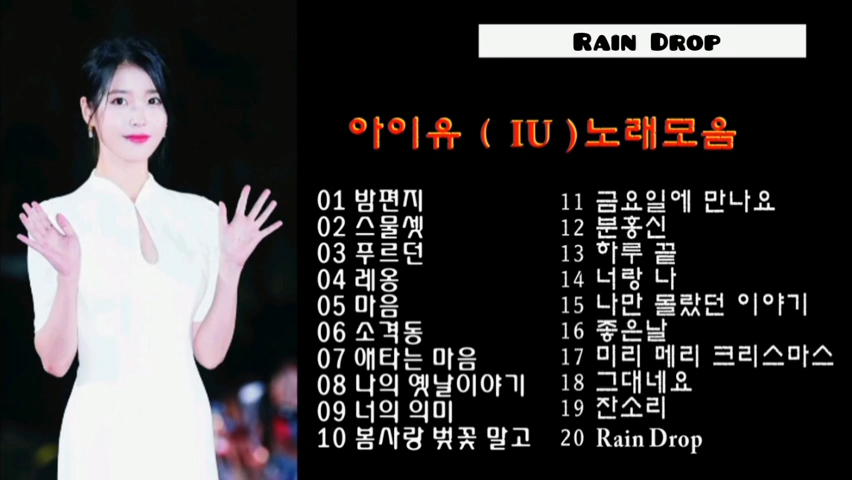 RAIN DROP
아이유 ( IU )노래모음
01 밤편지
02 스물셋
03 푸르던
04 레옹
05 마음
06 소격동
07 애타는 마음
08 나의 옛날이야기
09 너의 의미
10 봄사랑 벚꽃 말고
11 금요일에 만나요
12 분홍신
13 하루 끝
14 너랑 나
15 나만 몰랐던 이야기
16 좋은날
17 미리 메리 크리스마스
18 그대네요
19 잔소리
20 Rain Drop